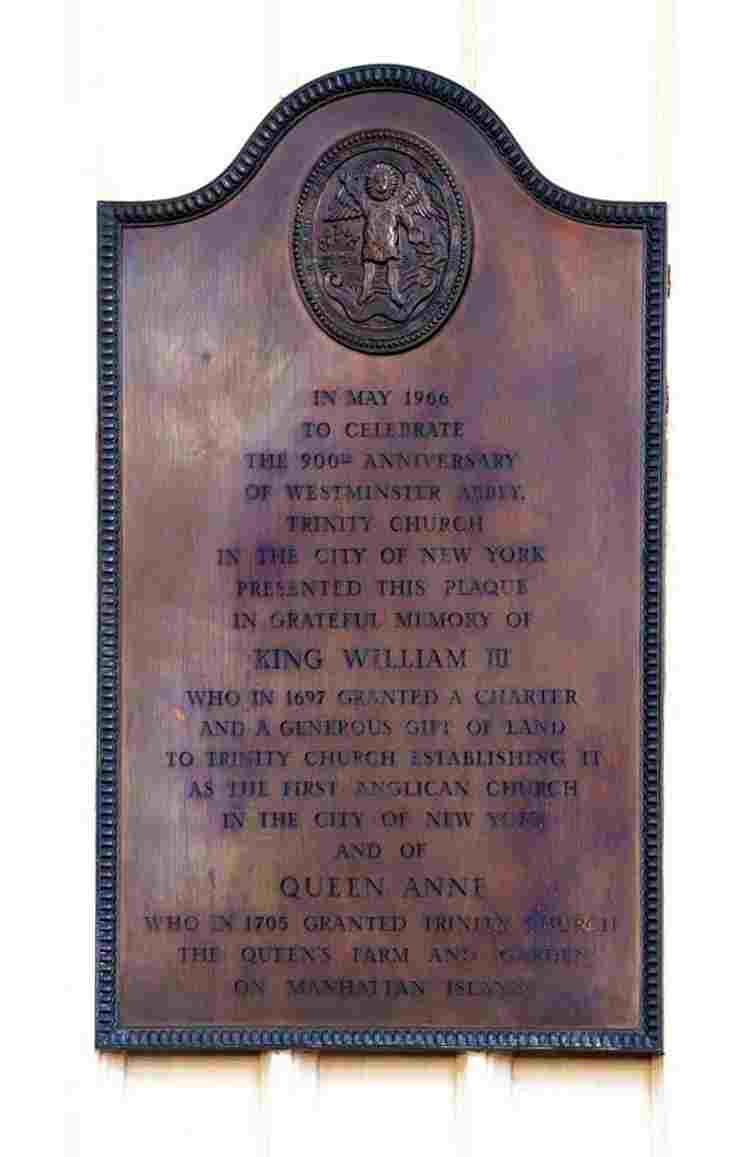 IN MAY 1966
TO CELEBRATE
THE 900TH ANNIVERSARY
OF WESTMINSTER ABBEY,
TRINITY CHURCH
IN THE CITY OF NEW YORK
PRESENTED THIS PLAQUE
IN GRATEFUL MEMORY OF
KING WILLIAM III
WHO IN 1697 GRANTED A CHARTER
AND A GENEROUS GIFT OF LAND
TO TRINITY CHURCH ESTABLISHING IT
AS THE FIRST ANGLICAN CHURCH
IN THE CITY OF NEW YORK,
AND OF
QUEEN ANNE
WHO IN 1705 GRANTED TRINITY CHURCH
THE QUEEN'S FARM AND GARDEN
ON MANHATTAN ISLAND